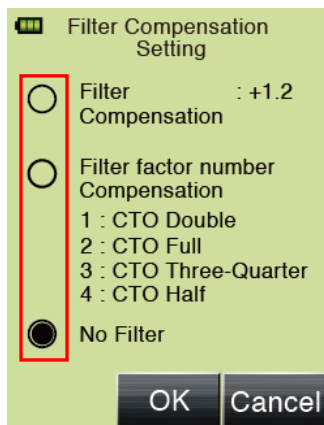 Filter Compensation
Setting
Filter : +1.2
Compensation
Filter factor number
Compensation
1 : CTO Double
2 : CTO Full
3 : CTO Three-Quarter
4 : CTO Half
No Filter
OK Cancel